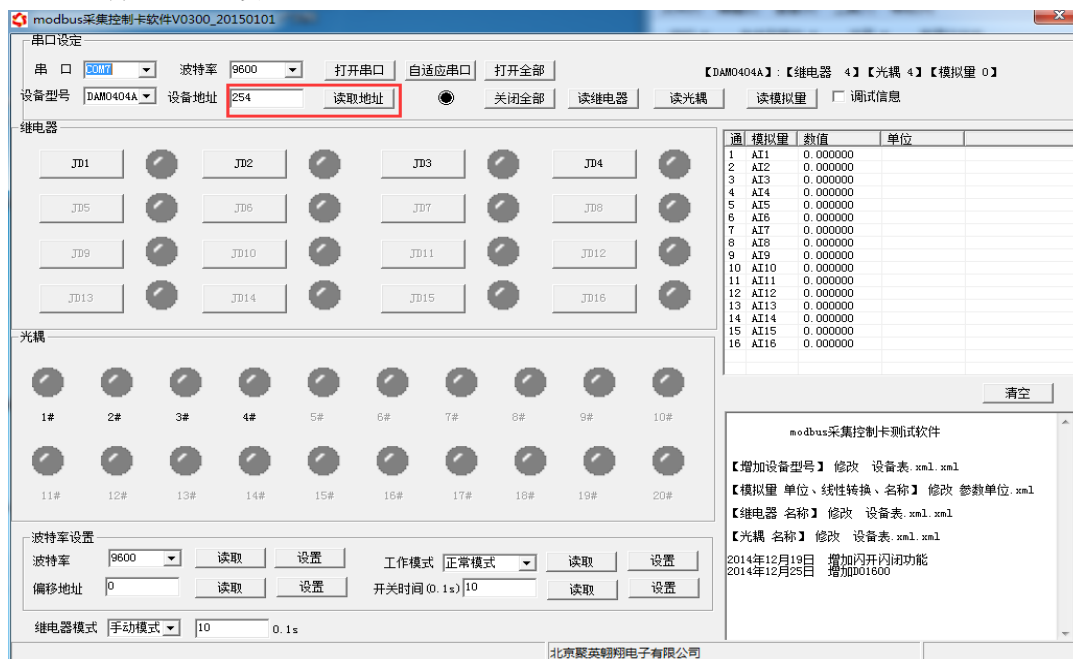 modbus采集控制卡软件V0300_20150101
串口设定
串 口 COM7 波特率 9600 打开串口 自适应串口 打开全部 【DAM0404A】:【继电器 4】【光耦 4】【模拟量 0】
设备型号 DAM0404A 设备地址 254 读取地址 关闭全部 读继电器 读光耦 读模拟量 调试信息
继电器
JD1 JD2 JD3 JD4
JD5 JD6 JD7 JD8
JD9 JD10 JD11 JD12
JD13 JD14 JD15 JD16
通 模拟量 数值 单位
1 AI1 0.000000
2 AI2 0.000000
3 AI3 0.000000
4 AI4 0.000000
5 AI5 0.000000
6 AI6 0.000000
7 AI7 0.000000
8 AI8 0.000000
9 AI9 0.000000
10 AI10 0.000000
11 AI11 0.000000
12 AI12 0.000000
13 AI13 0.000000
14 AI14 0.000000
15 AI15 0.000000
16 AI16 0.000000
清空
光耦
1# 2# 3# 4# 5# 6# 7# 8# 9# 10#
11# 12# 13# 14# 15# 16# 17# 18# 19# 20#
modbus采集控制卡测试软件
【增加设备型号】 修改 设备表.xml.xml
【模拟量 单位、线性转换、名称】 修改 参数单位.xml
【继电器 名称】 修改 设备表.xml.xml
【光耦 名称】 修改 设备表.xml.xml
2014年12月19日 增加闪开闪闭功能
2014年12月25日 增加DO1600
波特率设置
波特率 9600 读取 设置 工作模式 正常模式 读取 设置
偏移地址 0 读取 设置 开关时间(0.1s) 10 读取 设置
继电器模式 手动模式 10 0.1s
北京聚英翱翔电子有限公司